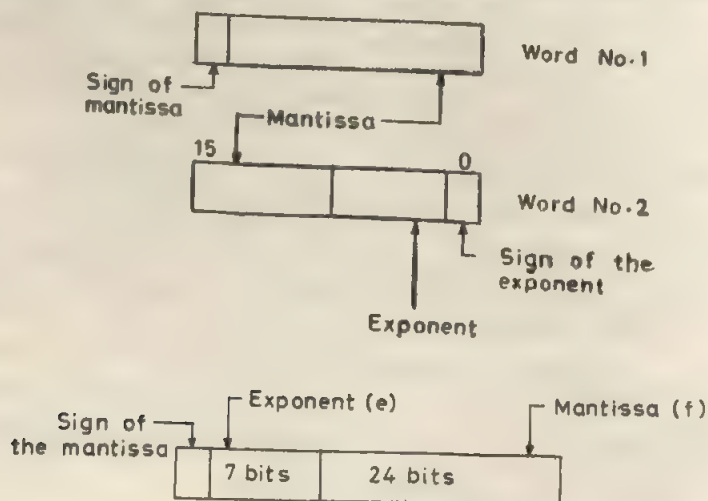 Word No.1
Sign of
mantissa
Mantissa
15
0
Word No.2
Sign of the
exponent
Exponent
Exponent (e)
Mantissa (f)
Sign of
the mantissa
7 bits
24 bits